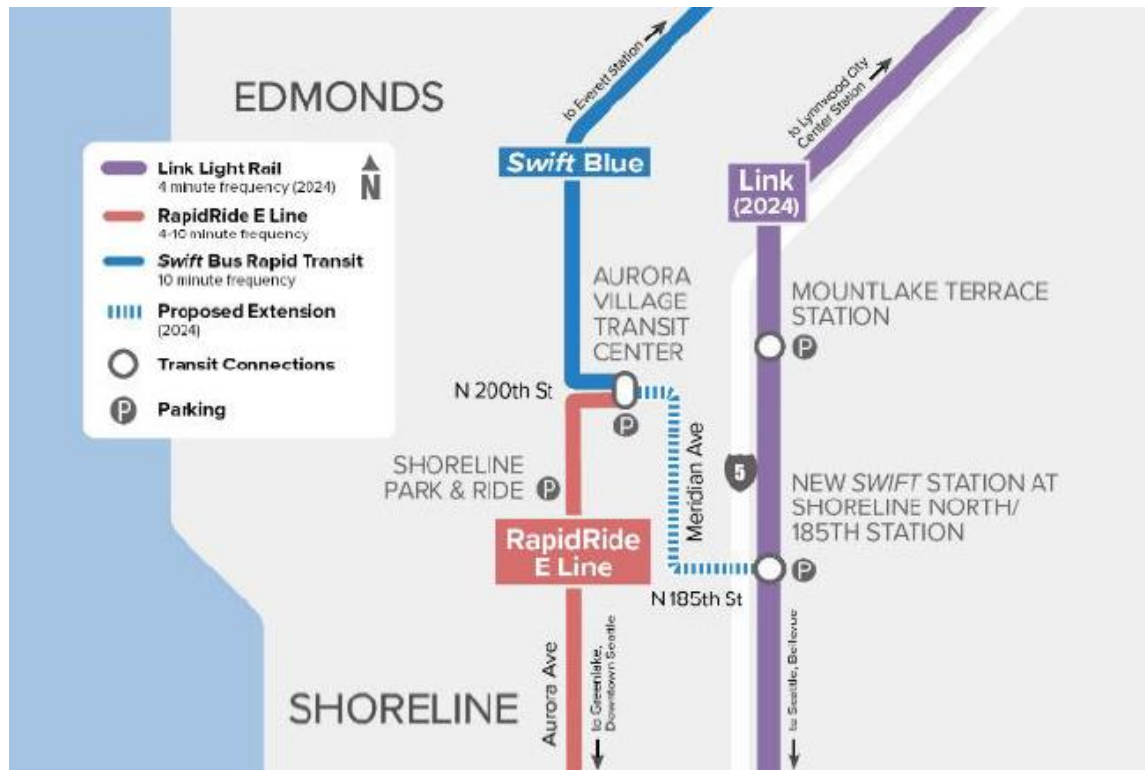 EDMONDS
to Everett Station
to Lynnwood City
Center Station
Link Light Rail
4 minute frequency (2024)
N
RapidRide E Line
4-10 minute frequency
Swift Bus Rapid Transit
10 minute frequency
Proposed Extension
(2024)
Transit Connections
P
Parking
Swift Blue
Link
(2024)
AURORA
VILLAGE
TRANSIT
CENTER
MOUNTLAKE TERRACE
STATION
P
N 200th St
P
SHORELINE
PARK & RIDE
P
Meridian Ave
5
NEW SWIFT STATION AT
SHORELINE NORTH/
185TH STATION
P
RapidRide
E Line
N 185th St
Aurora Ave
to Greenlake,
Downtown Seattle
to Seattle, Bellevue
SHORELINE